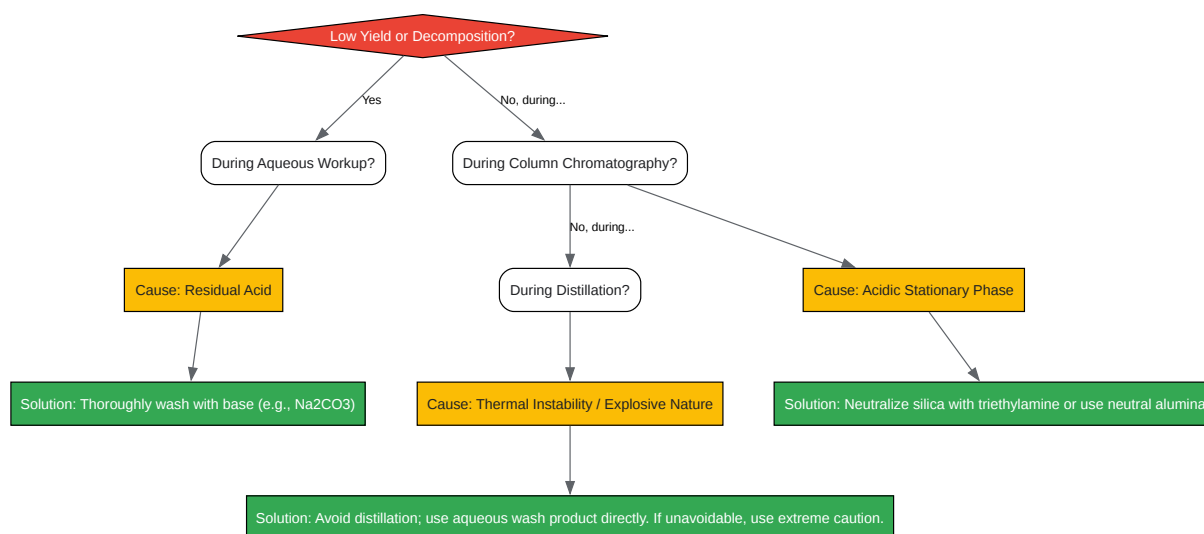 Low Yield or Decomposition?
Yes
No, during...
During Aqueous Workup?
During Column Chromatography?
No, during...
Cause: Residual Acid
During Distillation?
Cause: Acidic Stationary Phase
Solution: Thoroughly wash with base (e.g., Na2CO3)
Cause: Thermal Instability / Explosive Nature
Solution: Neutralize silica with triethylamine or use neutral alumina
Solution: Avoid distillation; use aqueous wash product directly. If unavoidable, use extreme caution.